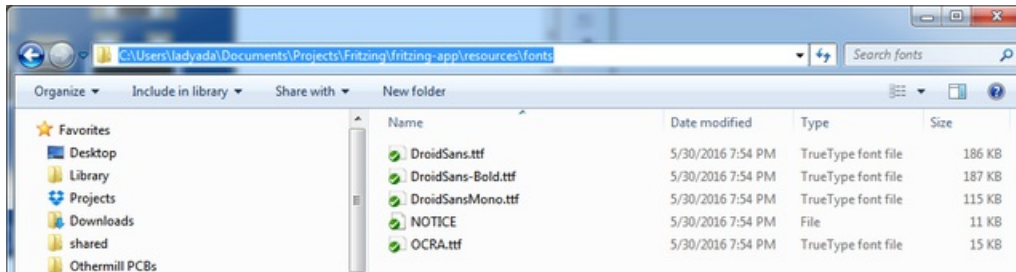 C:\Users\ladyada\Documents\Projects\Fritzing\fritzing-app\resources\fonts
Search fonts
Organize Include in library Share with New folder
Favorites
Desktop
Library
Projects
Downloads
shared
Othermill PCBs
Name Date modified Type Size
DroidSans.ttf 5/30/2016 7:54 PM TrueType font file 186 KB
DroidSans-Bold.ttf 5/30/2016 7:54 PM TrueType font file 187 KB
DroidSansMono.ttf 5/30/2016 7:54 PM TrueType font file 115 KB
NOTICE 5/30/2016 7:54 PM File 11 KB
OCRA.ttf 5/30/2016 7:54 PM TrueType font file 15 KB